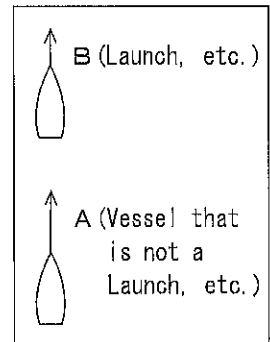 B (Launch, etc.)
A (Vessel that
is not a
Launch, etc.)